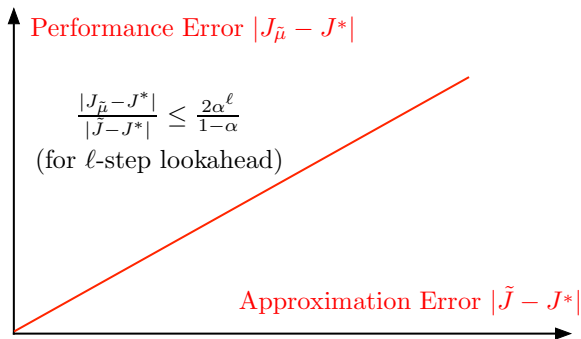 Performance Error |J_μ̃ − J*|
|J_μ̃−J*| / |J̃−J*| ≤ 2α^ℓ / 1−α
(for ℓ-step lookahead)
Approximation Error |J̃ − J*|